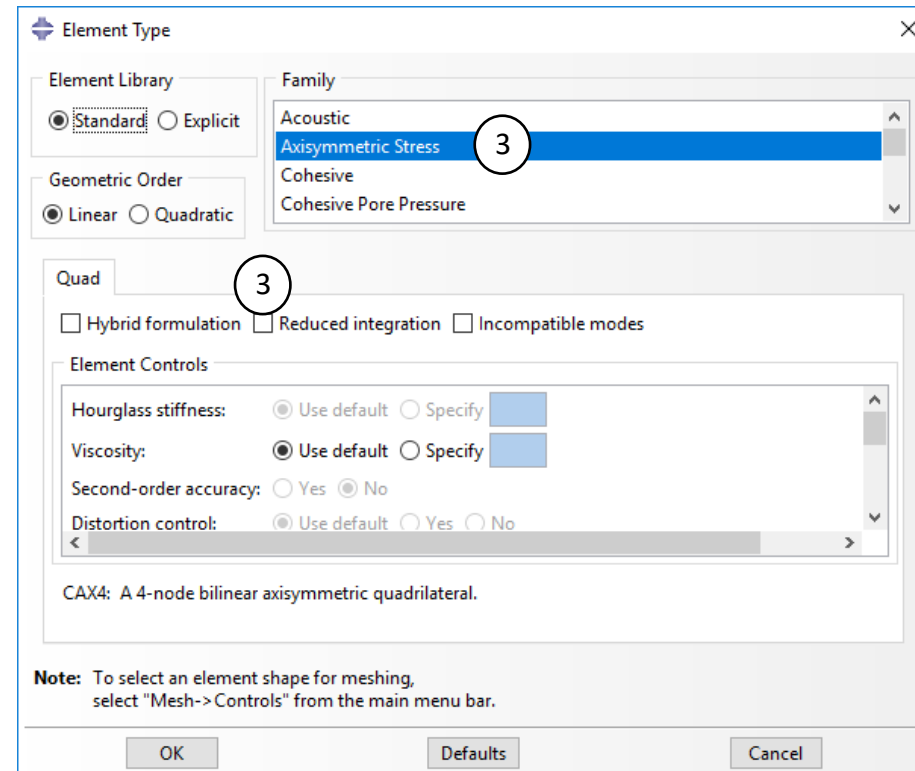 Element Type
Element Library
Family
Standard Explicit
Acoustic
Axisymmetric Stress 3
Cohesive
Cohesive Pore Pressure
Geometric Order
Linear Quadratic
Quad 3
Hybrid formulation Reduced integration Incompatible modes
Element Controls
Hourglass stiffness: Use default Specify
Viscosity: Use default Specify
Second-order accuracy: Yes No
Distortion control: Use default Yes No
CAX4: A 4-node bilinear axisymmetric quadrilateral.
Note: To select an element shape for meshing,
select "Mesh->Controls" from the main menu bar.
OK Defaults Cancel